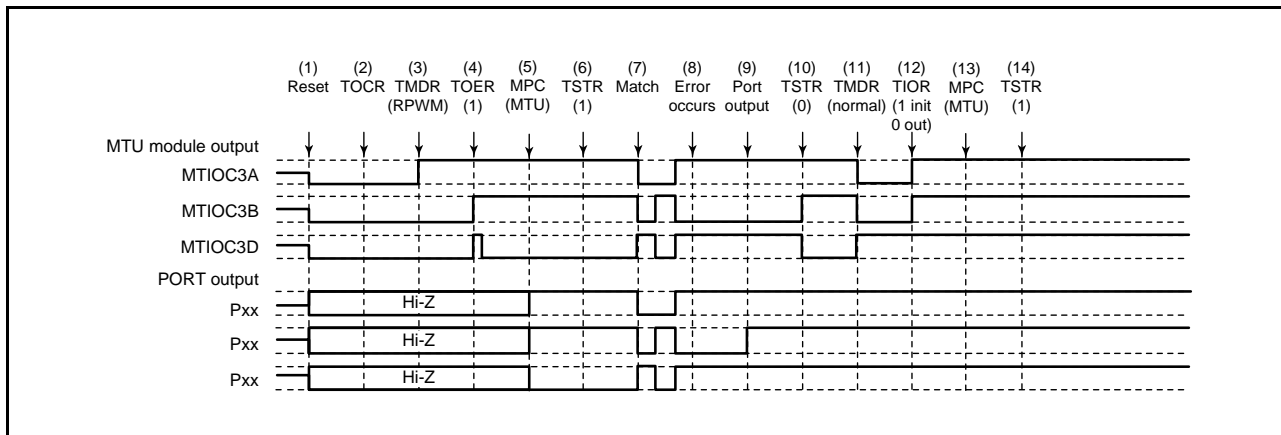 (1) (2) (3) (4) (5) (6) (7) (8) (9) (10) (11) (12) (13) (14)
Reset TOCR TMDR TOER MPC TSTR Match Error Port TSTR TMDR TIOR MPC TSTR
(RPWM) (1) (MTU) (1) occurs output (0) (normal) (1 init (MTU) (1)
0 out)
MTU module output
MTIOC3A
MTIOC3B
MTIOC3D
PORT output
Pxx Hi-Z
Pxx Hi-Z
Pxx Hi-Z